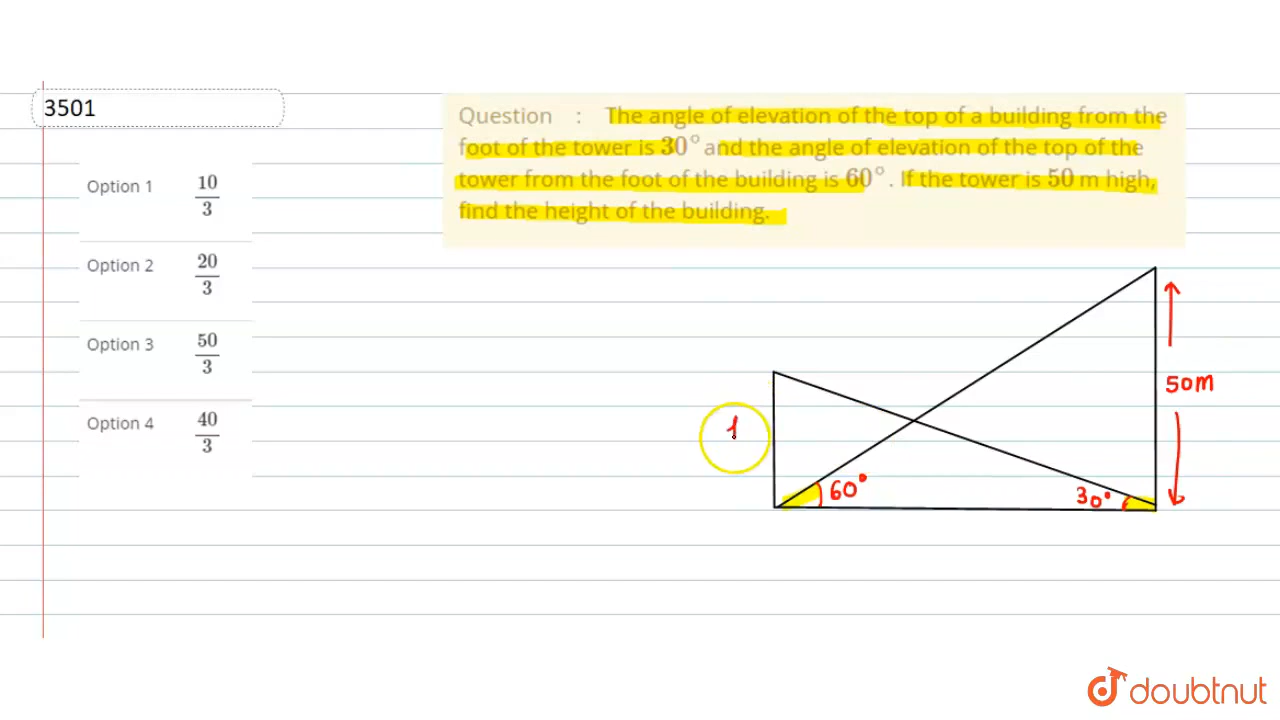 3501
Question : The angle of elevation of the top of a building from the
foot of the tower is 30° and the angle of elevation of the top of the
tower from the foot of the building is 60°. If the tower is 50 m high,
find the height of the building.
Option 1 10/3
Option 2 20/3
Option 3 50/3
Option 4 40/3
50m
60°
30°
doubtnut